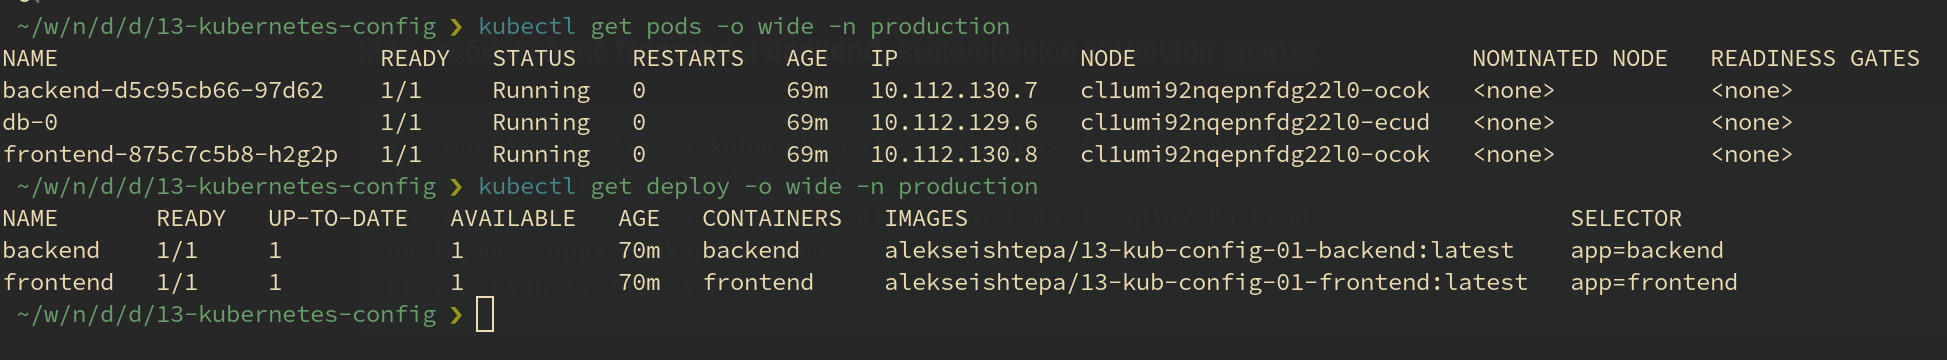 ~/w/n/d/d/13-kubernetes-config ❯ kubectl get pods -o wide -n production
NAME READY STATUS RESTARTS AGE IP NODE NOMINATED NODE READINESS GATES
backend-d5c95cb66-97d62 1/1 Running 0 69m 10.112.130.7 cl1umi92nqepnfdg22l0-ocok <none> <none>
db-0 1/1 Running 0 69m 10.112.129.6 cl1umi92nqepnfdg22l0-ecud <none> <none>
frontend-875c7c5b8-h2g2p 1/1 Running 0 69m 10.112.130.8 cl1umi92nqepnfdg22l0-ocok <none> <none>
~/w/n/d/d/13-kubernetes-config ❯ kubectl get deploy -o wide -n production
NAME READY UP-TO-DATE AVAILABLE AGE CONTAINERS IMAGES SELECTOR
backend 1/1 1 1 70m backend alekseishtepa/13-kub-config-01-backend:latest app=backend
frontend 1/1 1 1 70m frontend alekseishtepa/13-kub-config-01-frontend:latest app=frontend
~/w/n/d/d/13-kubernetes-config ❯